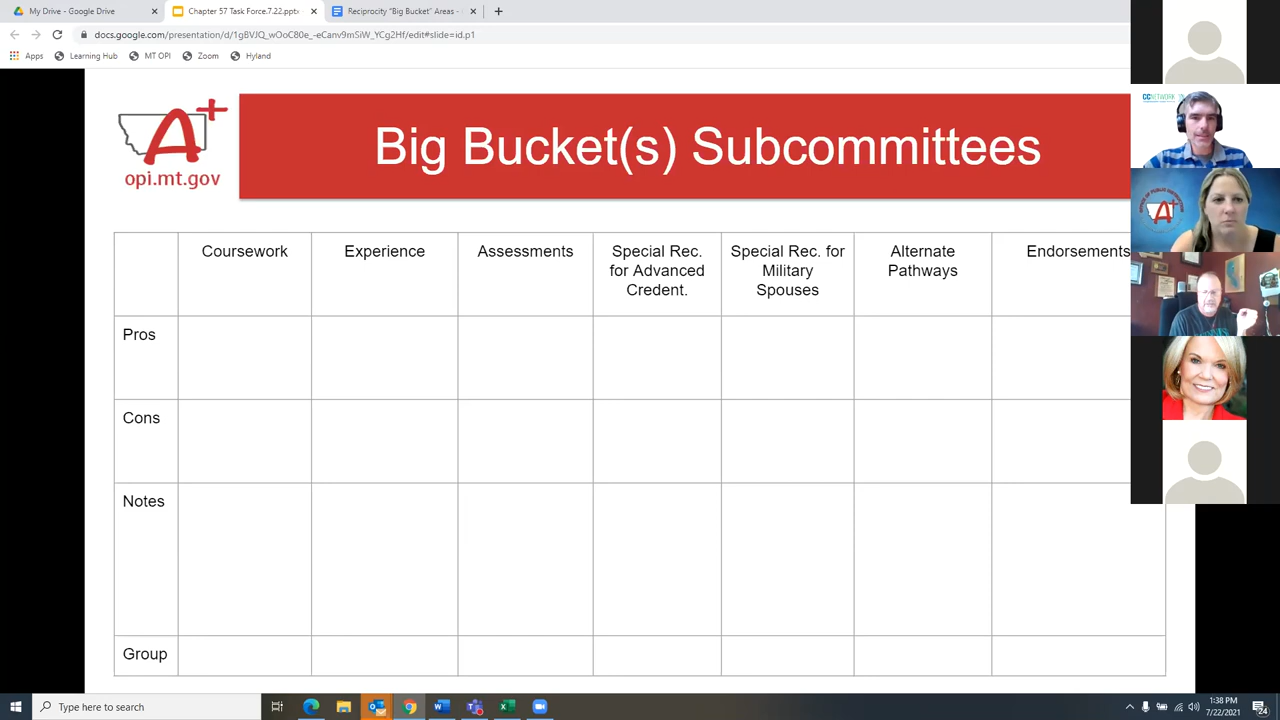 My Drive - Google Drive
Chapter 57 Task Force.7.22.pptx
Reciprocity "Big Bucket" Areas -
docs.google.com/presentation/d/1gBVJQ_wOoC80e_-eCanv9mSiW_YCg2Hf/edit#slide=id.p1
Apps
Learning Hub
MT OPI
Zoom
Hyland
A+
opi.mt.gov
Big Bucket(s) Subcommittees
Coursework
Experience
Assessments
Special Rec.
for Advanced
Credent.
Special Rec. for
Military
Spouses
Alternate
Pathways
Endorsements
Pros
Cons
Notes
Group
CCNETWORK
A+
Type here to search
1:38 PM
7/22/2021
24